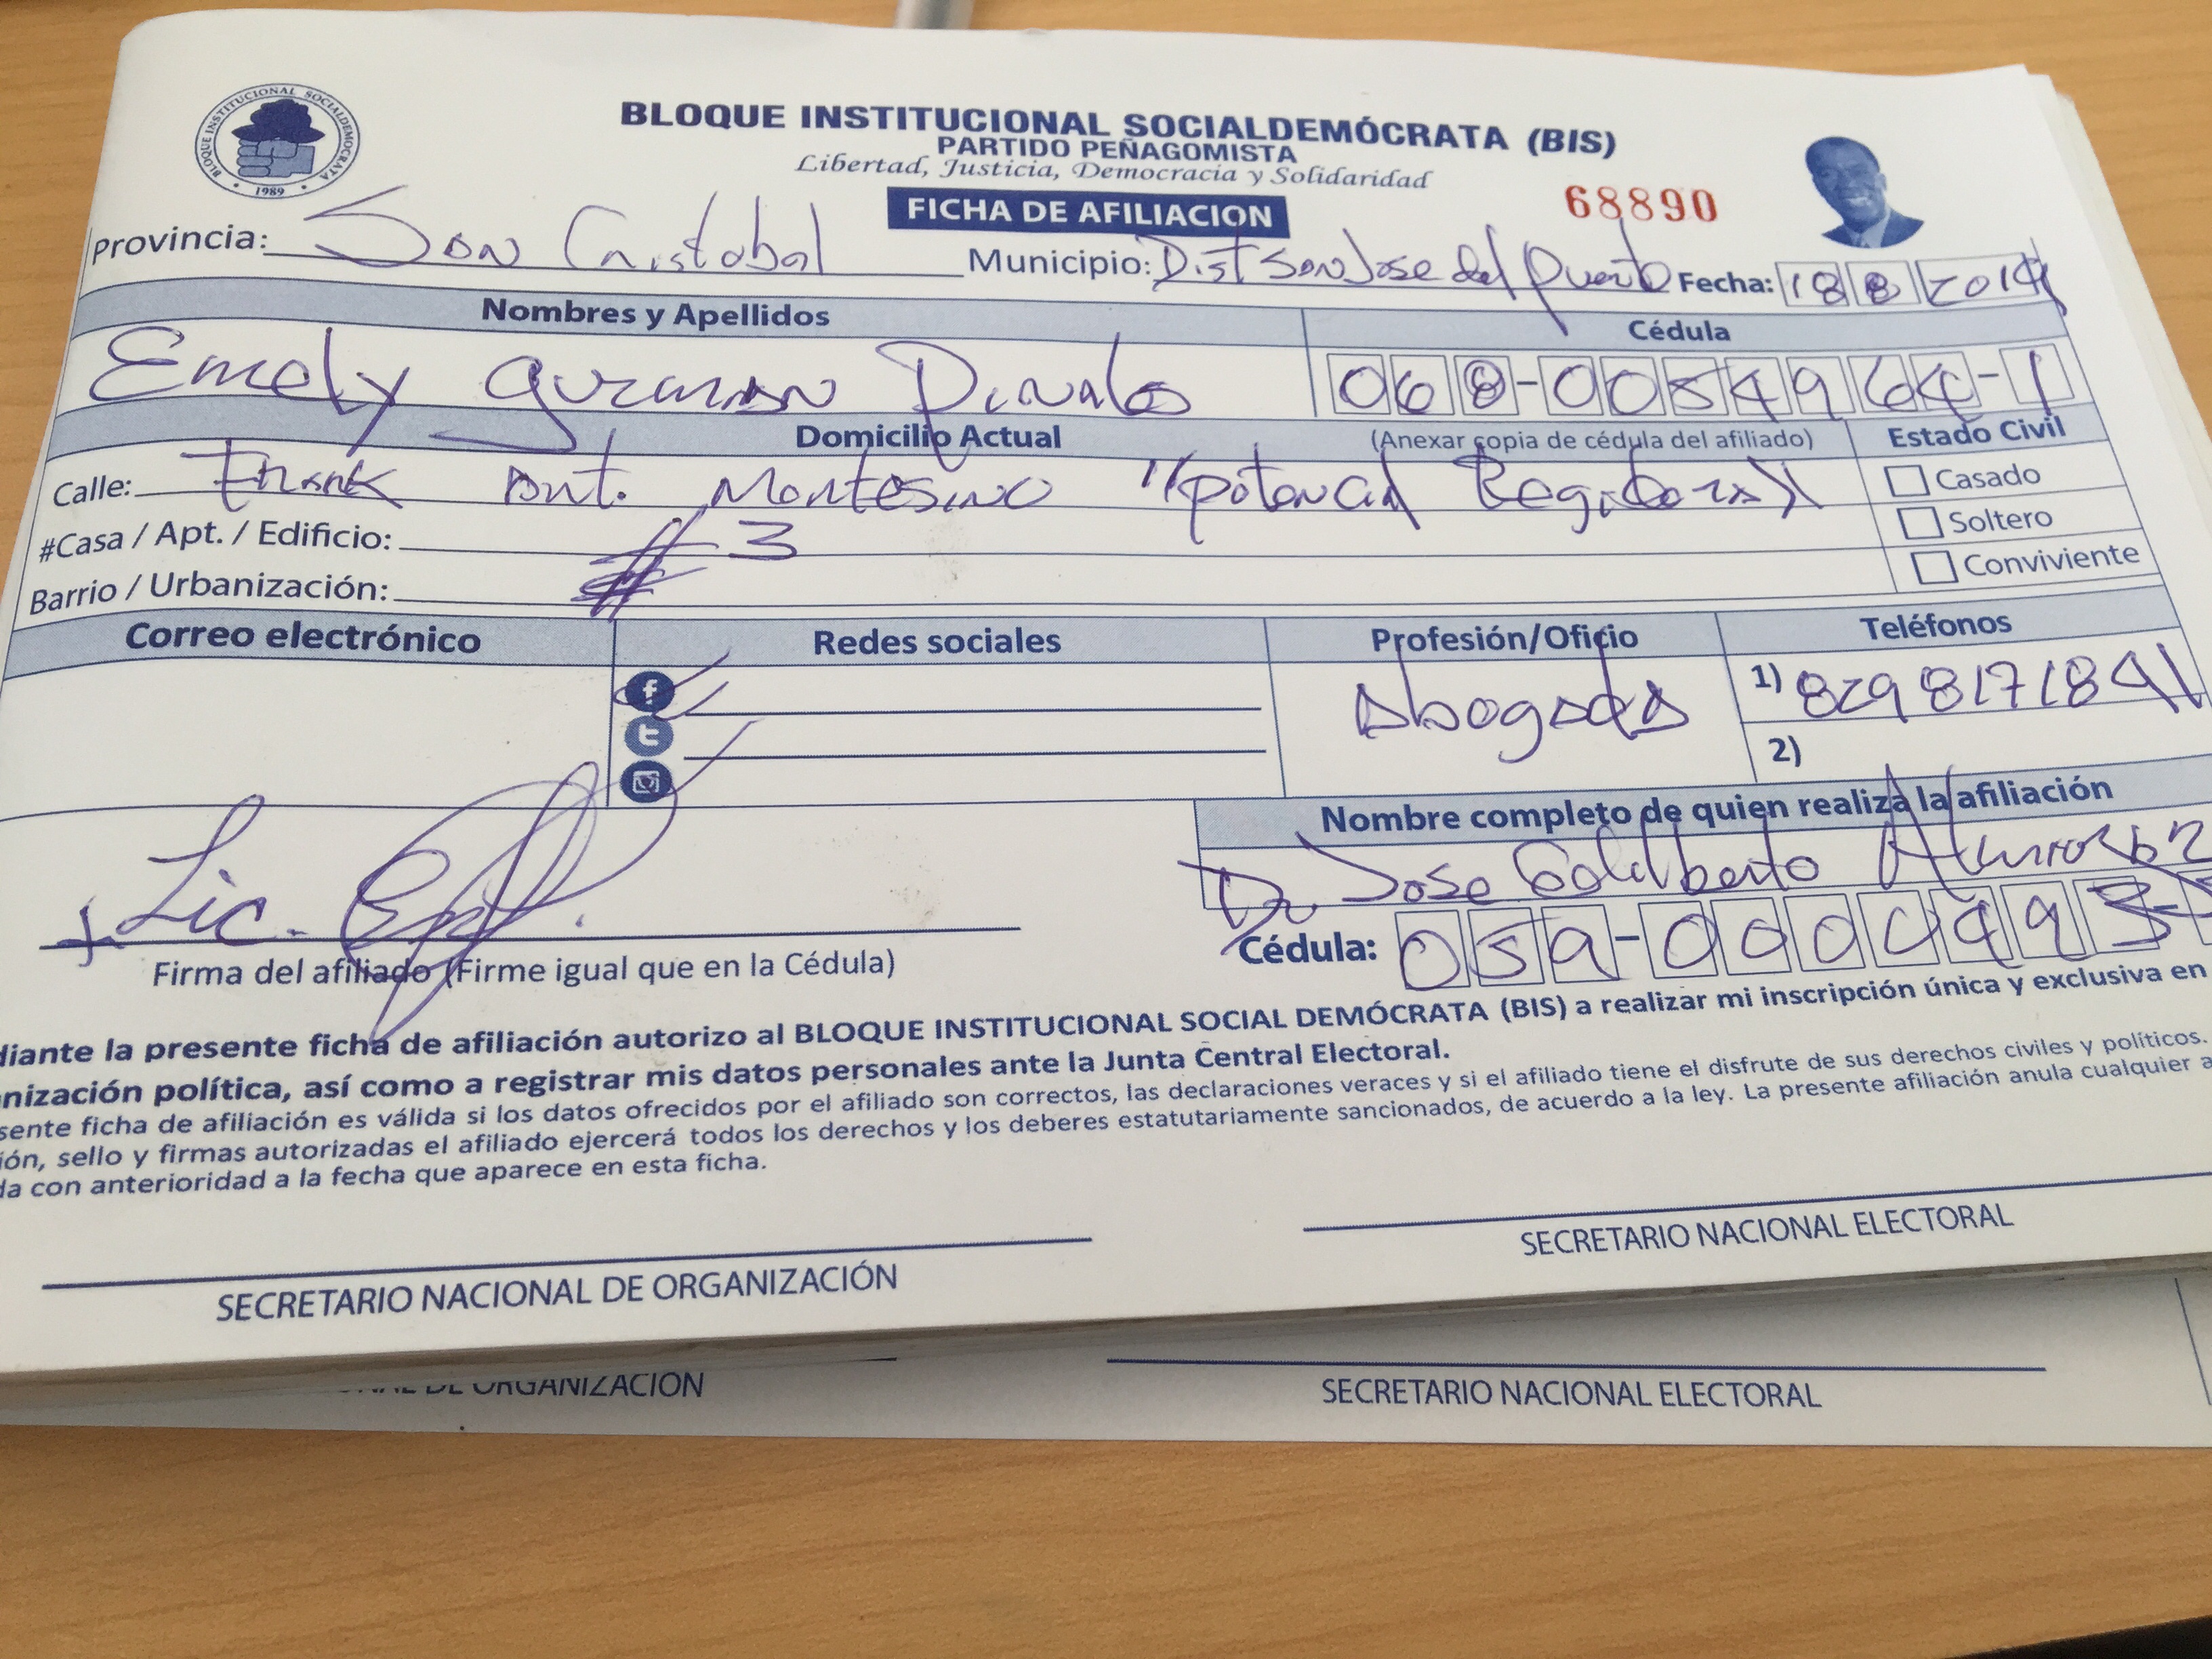 BLOQUE INSTITUCIONAL SOCIALDEMOCRATA
1989
BLOQUE INSTITUCIONAL SOCIALDEMÓCRATA (BIS)
PARTIDO PEÑAGOMISTA
Libertad, Justicia, Democracia y Solidaridad
FICHA DE AFILIACION
68890
Provincia: San Cristobal Municipio: Dist San Jose del Puerto Fecha: 18 8 2019
Nombres y Apellidos Cédula
Emely Guzman 068-0054964-1
Domicilio Actual (Anexar copia de cédula del afiliado) Estado Civil
Calle: Frank Ant. Montesino "(potencial Regidora) Casado
#Casa / Apt. / Edificio: #3 Soltero
Barrio / Urbanización: Conviviente
Correo electrónico Redes sociales Profesión/Oficio Teléfonos
Abogada 1) 8298171841
2)
Nombre completo de quien realiza la afiliación
Dr Jose
Lic.
Cédula:
Firma del afiliado (Firme igual que en la Cédula)
diante la presente ficha de afiliación autorizo al BLOQUE INSTITUCIONAL SOCIAL DEMÓCRATA (BIS) a realizar mi inscripción única y exclusiva en
nización política, así como a registrar mis datos personales ante la Junta Central Electoral.
sente ficha de afiliación es válida si los datos ofrecidos por el afiliado son correctos, las declaraciones veraces y si el afiliado tiene el disfrute de sus derechos civiles y políticos.
ión, sello y firmas autorizadas el afiliado ejercerá todos los derechos y los deberes estatutariamente sancionados, de acuerdo a la ley. La presente afiliación anula cualquier a
da con anterioridad a la fecha que aparece en esta ficha.
SECRETARIO NACIONAL DE ORGANIZACIÓN SECRETARIO NACIONAL ELECTORAL
DE ORGANIZACIÓN SECRETARIO NACIONAL ELECTORAL